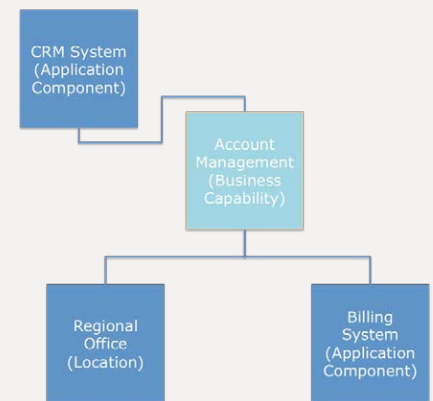 CRM System
(Application
Component)
Account
Management
(Business
Capability)
Regional
Office
(Location)
Billing
System
(Application
Component)